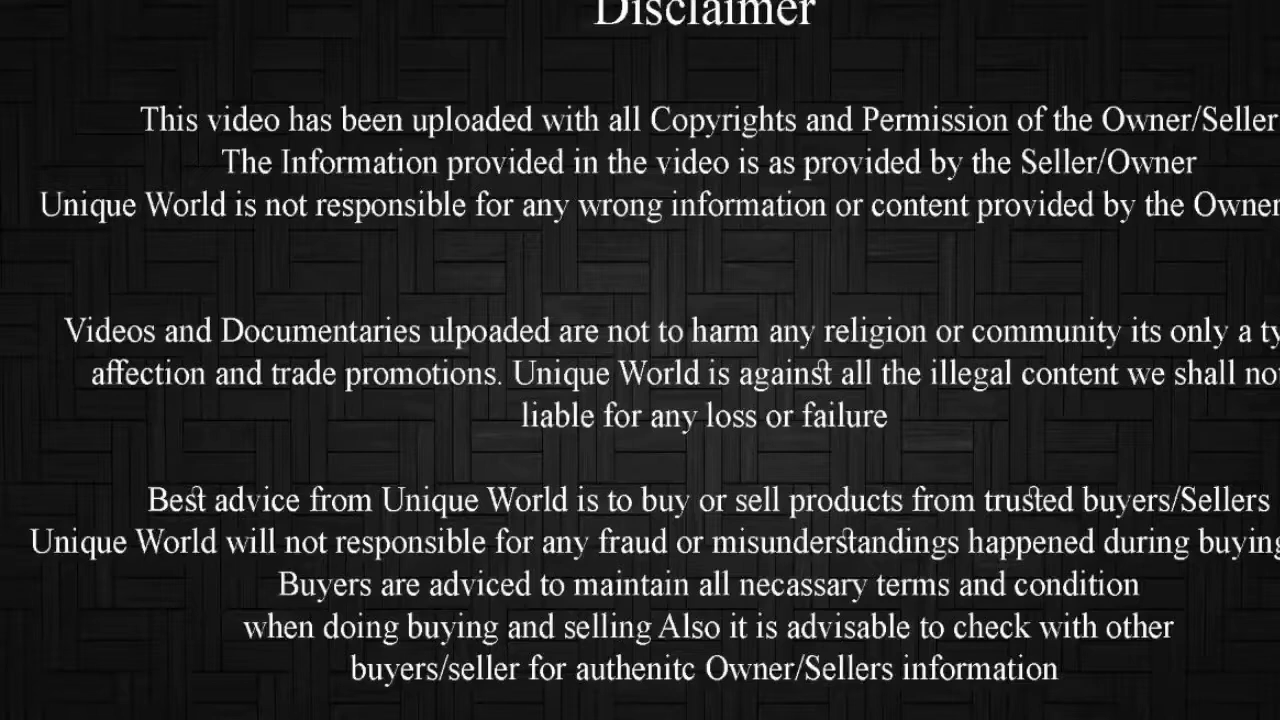 Disclaimer
This video has been uploaded with all Copyrights and Permission of the Owner/Seller
The Information provided in the video is as provided by the Seller/Owner
Unique World is not responsible for any wrong information or content provided by the Owner
Videos and Documentaries ulpoaded are not to harm any religion or community its only a
affection and trade promotions. Unique World is against all the illegal content we shall
liable for any loss or failure
Best advice from Unique World is to buy or sell products from trusted buyers/Sellers
Unique World will not responsible for any fraud or misunderstandings happened during buying
Buyers are adviced to maintain all necassary terms and condition
when doing buying and selling Also it is advisable to check with other
buyers/seller for authenitc Owner/Sellers information